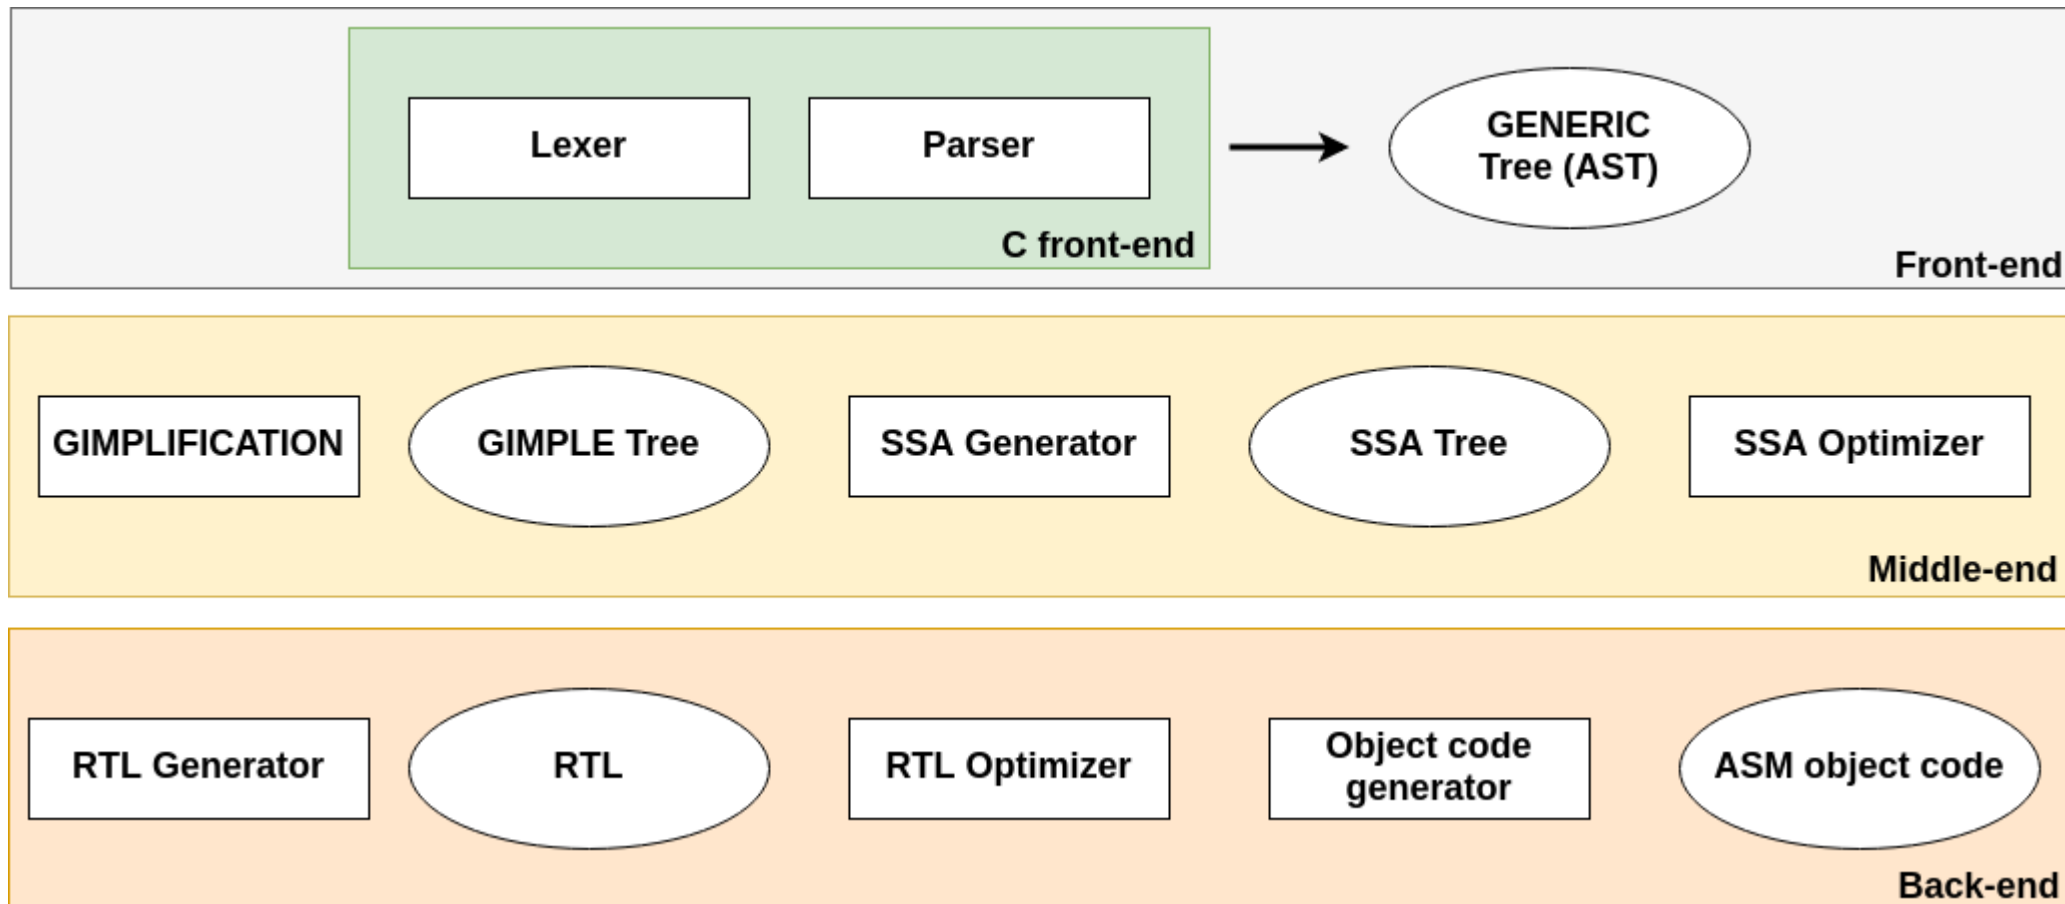 Lexer
Parser
C front-end
GENERIC
Tree (AST)
Front-end
GIMPLIFICATION
GIMPLE Tree
SSA Generator
SSA Tree
SSA Optimizer
Middle-end
RTL Generator
RTL
RTL Optimizer
Object code
generator
ASM object code
Back-end